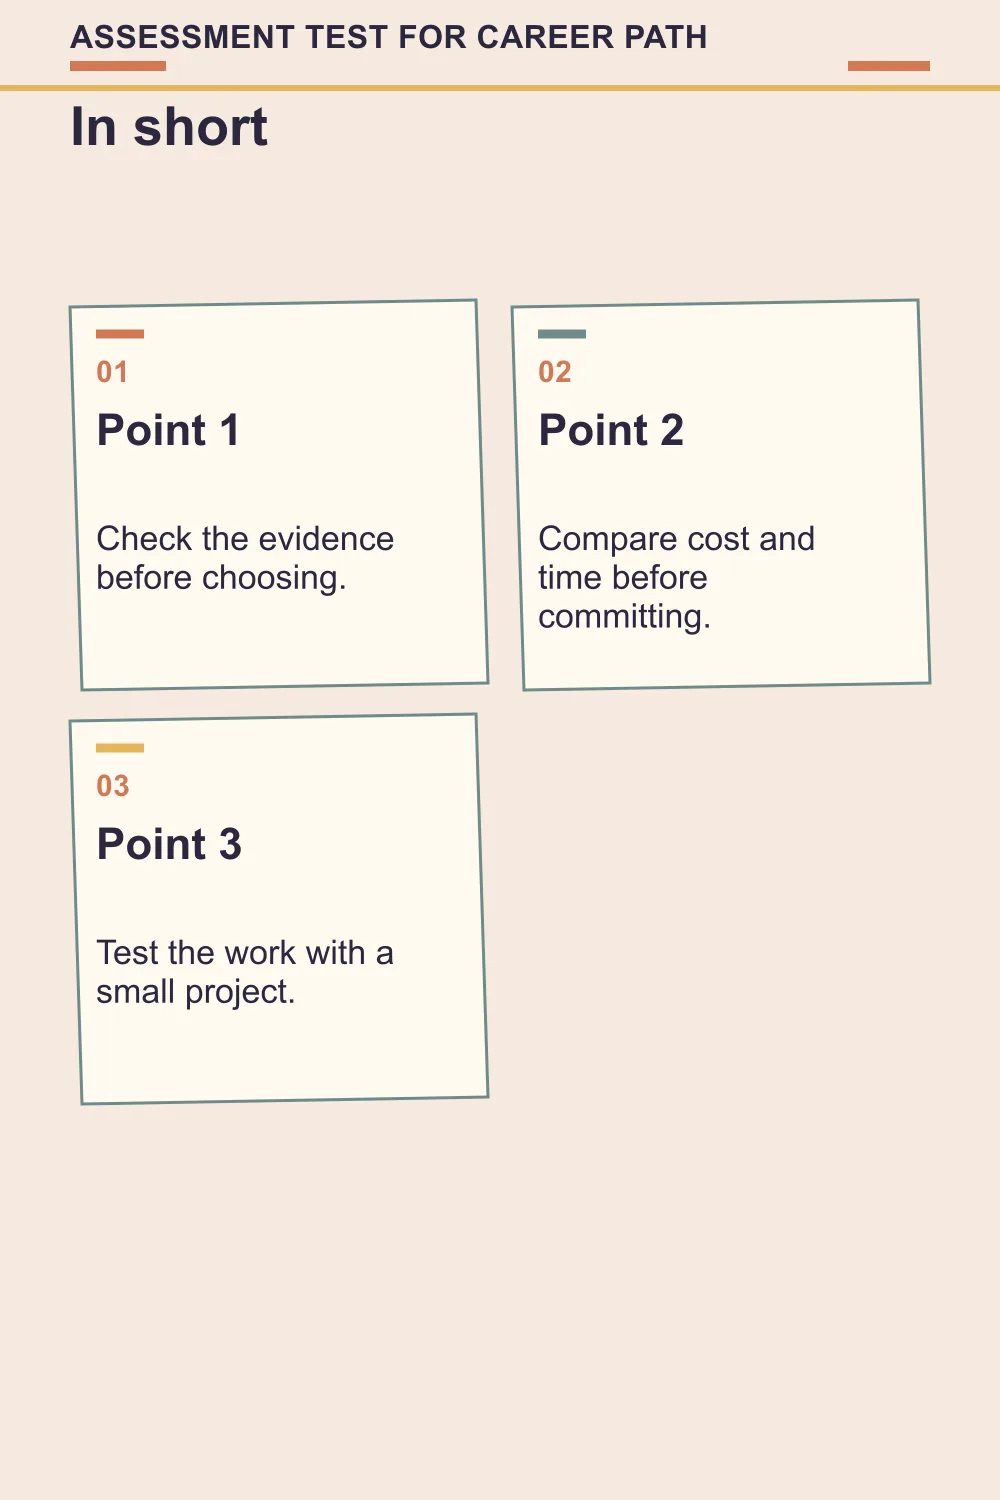 ASSESSMENT TEST FOR CAREER PATH
In short
01
Point 1
Check the evidence
before choosing.
02
Point 2
Compare cost and
time before
committing.
03
Point 3
Test the work with a
small project.